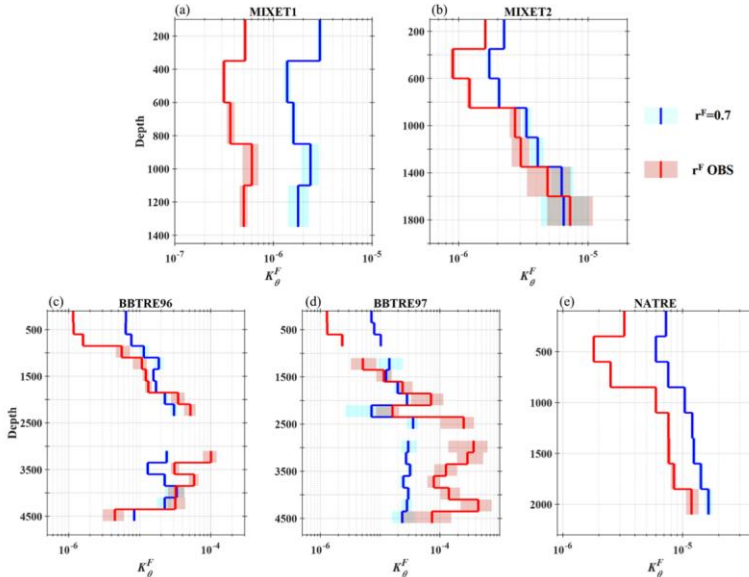 (a) MIXET1
200
400
600
800
1000
1200
1400
Depth
10^-7 10^-6 10^-5
K_θ^F
(b) MIXET2
200
600
1000
1400
1800
10^-6 10^-5
K_θ^F
r^F=0.7
r^F OBS
(c) BBTRE96
500
1500
2500
3500
4500
Depth
10^-6 10^-4
K_θ^F
(d) BBTRE97
500
1500
2500
3500
4500
10^-6 10^-4
K_θ^F
(e) NATRE
500
1000
1500
2000
10^-6 10^-5
K_θ^F